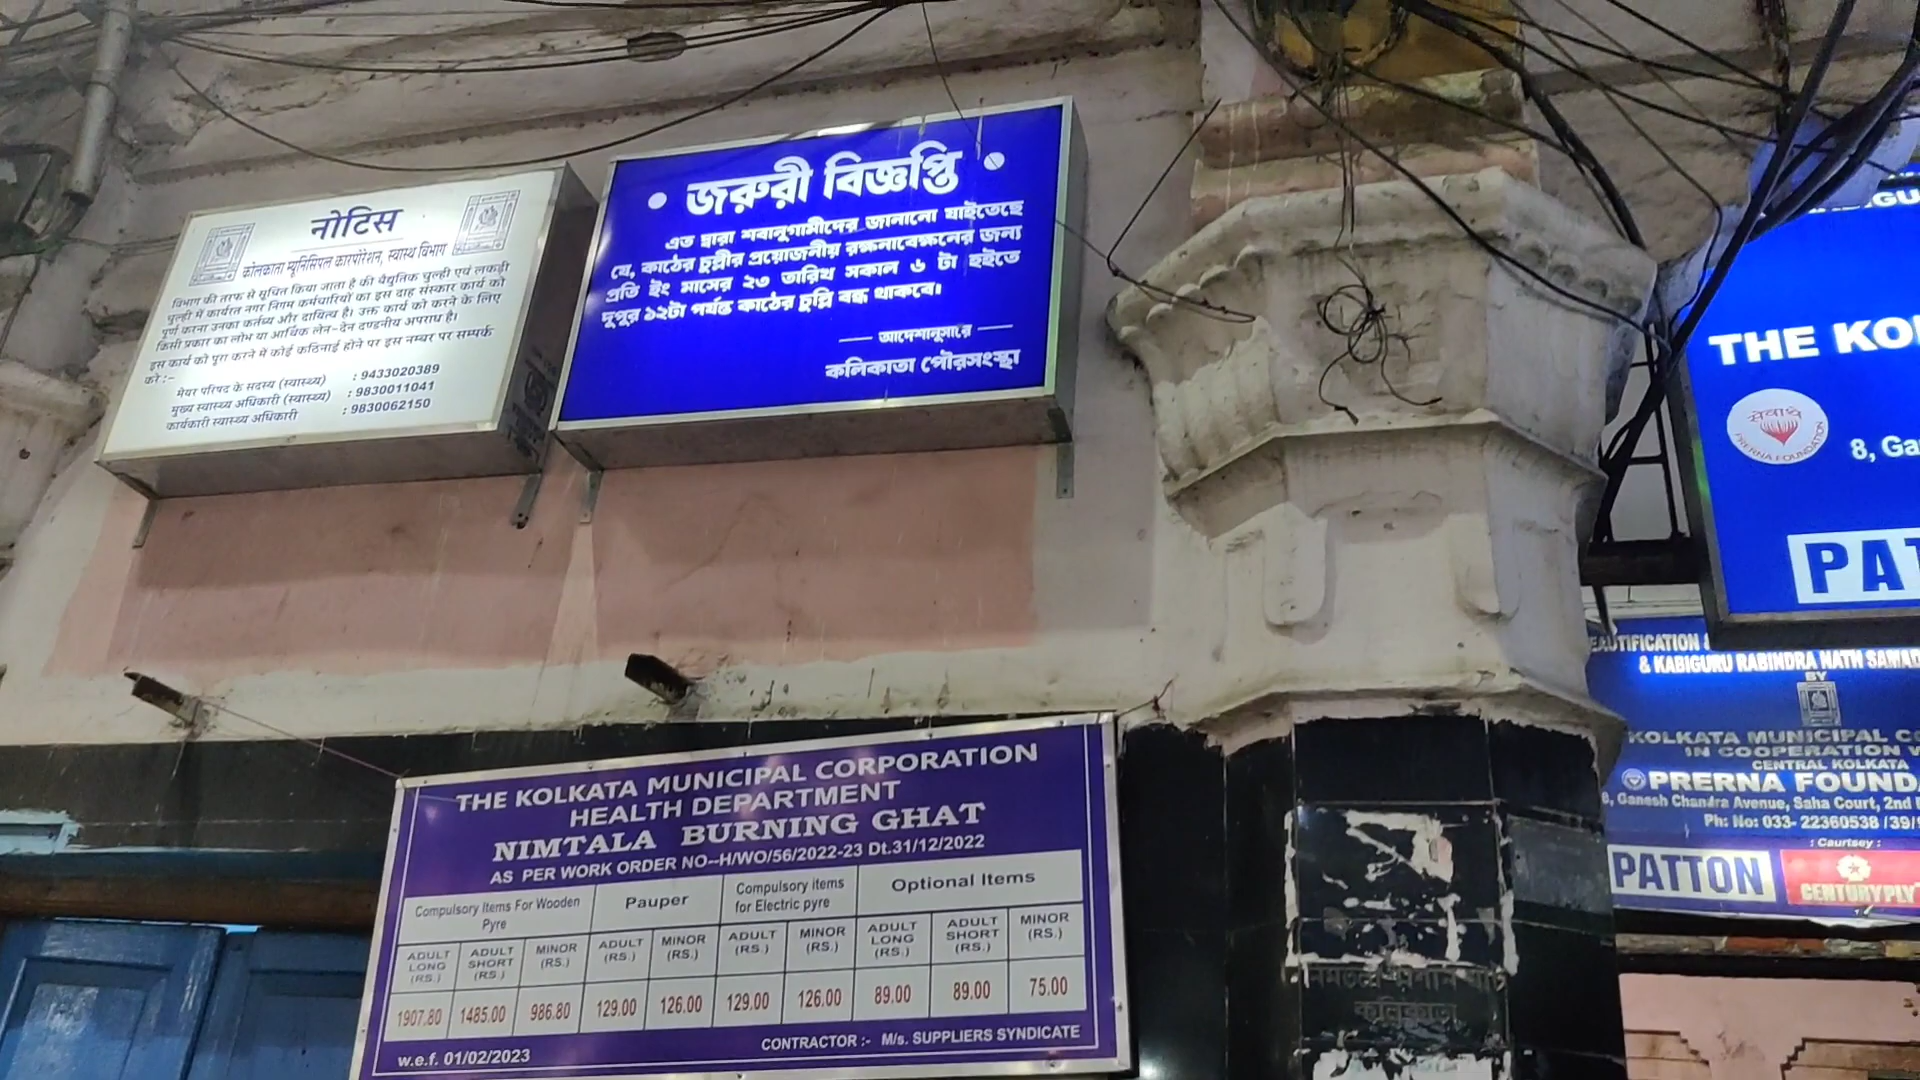 नोटिस
कोलकाता म्युनिसिपल कारपोरेशन, स्वास्थ विभाग
विभाग की तरफ से सूचित किया जाता है की वैद्युतिक चुल्ही एवं लकड़ी
चुल्ही में कार्यरत नगर निगम कर्मचारियों का इस दाह संस्कार कार्य को
पूर्ण करना उनका कर्तब्य और दायित्व है। उक्त कार्य को करने के लिए
किसी प्रकार का लोभ या आर्थिक लेन-देन दण्डनीय अपराध है।
इस कार्य को पूरा करने में कोई कठिनाई होने पर इस नम्बर पर सम्पर्क
करे :-
मेयर परिषद के सदस्य (स्वास्थ्य) : 9433020389
मुख्य स्वास्थ्य अधिकारी (स्वास्थ्य) : 9830011041
कार्यकारी स्वास्थ्य अधिकारी : 9830062150
• জরুরী বিজ্ঞপ্তি •
এত দ্বারা শবানুগামীদের জানানো যাইতেছে
যে, কাঠের চুল্লীর প্রয়োজনীয় রক্ষনাবেক্ষনের জন্য
প্রতি ইং মাসের ২৩ তারিখ সকাল ৬ টা হইতে
দুপুর ১২টা পর্যন্ত কাঠের চুল্লি বন্ধ থাকবে।
— আদেশানুসারে —
কলিকাতা পৌরসংস্থা
THE KOLKATA MUNICIPAL CORPORATION
HEALTH DEPARTMENT
NIMTALA BURNING GHAT
AS PER WORK ORDER NO--H/WO/56/2022-23 Dt.31/12/2022
Compulsory Items For Wooden Pyre Pauper Compulsory items for Electric pyre Optional Items
ADULT LONG (RS.) ADULT SHORT (RS.) MINOR (RS.) ADULT (RS.) MINOR (RS.) ADULT (RS.) MINOR (RS.) ADULT LONG (RS.) ADULT SHORT (RS.) MINOR (RS.)
1907.80 1485.00 986.80 129.00 126.00 129.00 126.00 89.00 89.00 75.00
CONTRACTOR :- M/s. SUPPLIERS SYNDICATE
w.e.f. 01/02/2023
THE KO
सेवार्थ
PRERNA FOUNDATION
8, Ga
PAT
& KABIGURU RABINDRA NATH
BY
KOLKATA MUNICIPAL
IN COOPERATION
CENTRAL KOLKATA
PRERNA FOUND
8, Ganesh Chandra Avenue, Saha Court, 2nd
Ph: No: 033- 22360538 /39/
: Caurtsey :
PATTON
CENTURYPLY